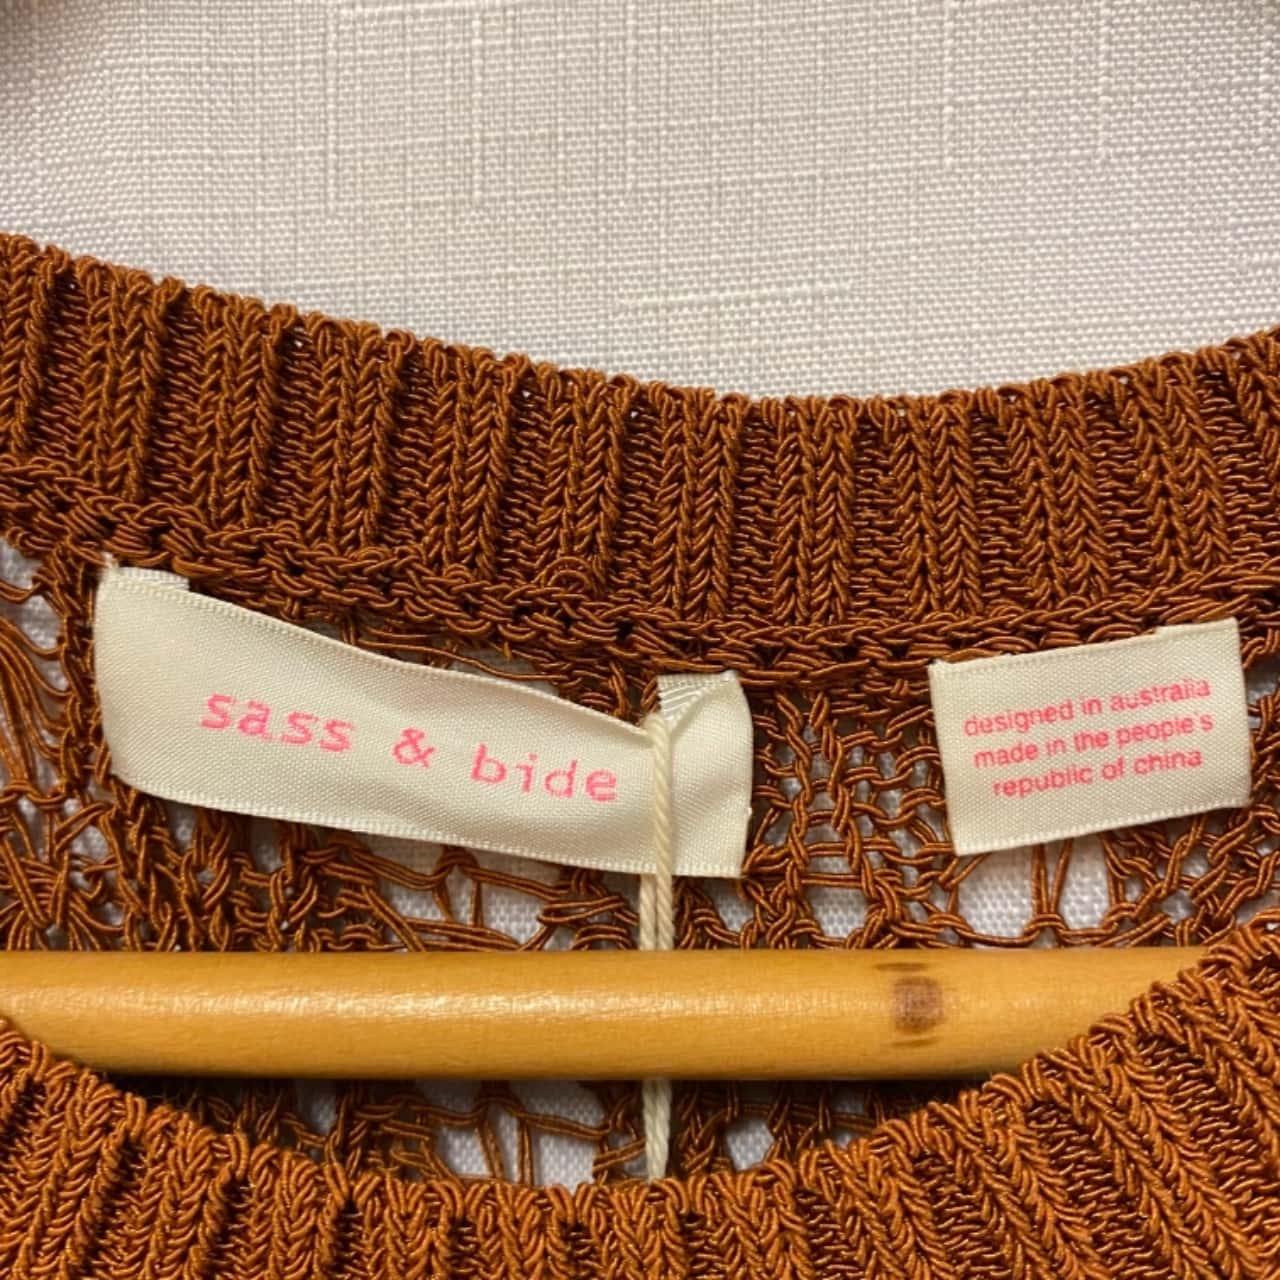 sass & bide
designed in australia
made in the people's
republic of china